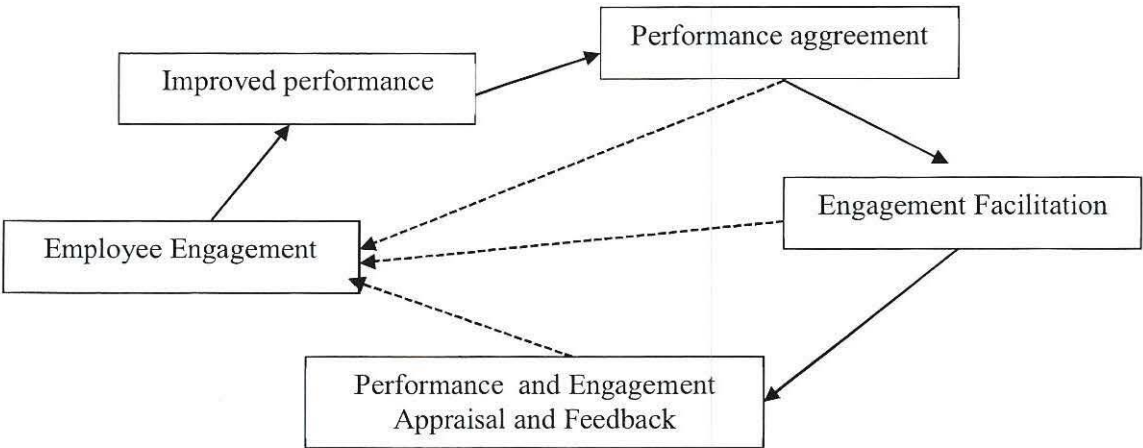 Performance aggreement
Improved performance
Engagement Facilitation
Employee Engagement
Performance and Engagement
Appraisal and Feedback